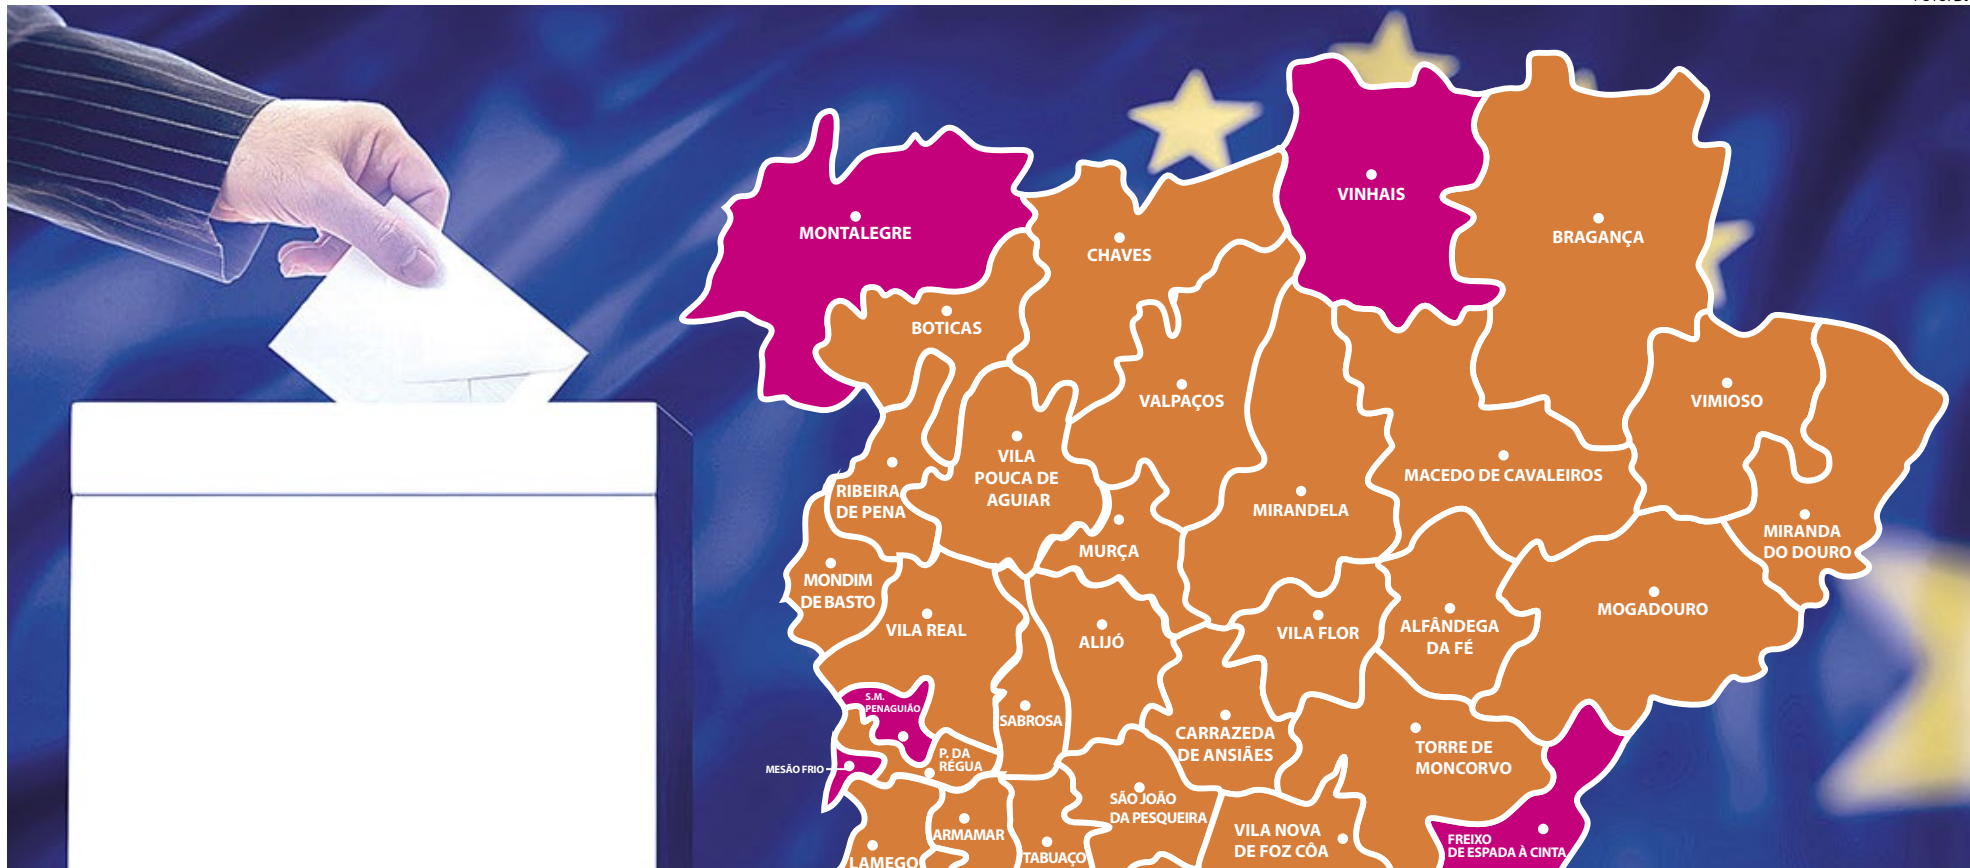 VINHAIS
MONTALEGRE
BRAGANÇA
CHAVES
BOTICAS
VALPAÇOS
VIMIOSO
VILA
POUCA DE
AGUIAR
MACEDO DE CAVALEIROS
RIBEIRA
DE PENA
MIRANDELA
MIRANDA
DO DOURO
MURÇA
MONDIM
DE BASTO
MOGADOURO
VILA REAL
ALIJÓ
VILA FLOR
ALFÂNDEGA
DA FÉ
S.M.
PENAGUIÃO
SABROSA
CARRAZEDA
DE ANSIÃES
TORRE DE
MONCORVO
P. DA
RÉGUA
MESÃO FRIO
SÃO JOÃO
DA PESQUEIRA
ARMAMAR
VILA NOVA
DE FOZ CÔA
FREIXO
DE ESPADA À CINTA
TABUAÇO
LAMEGO